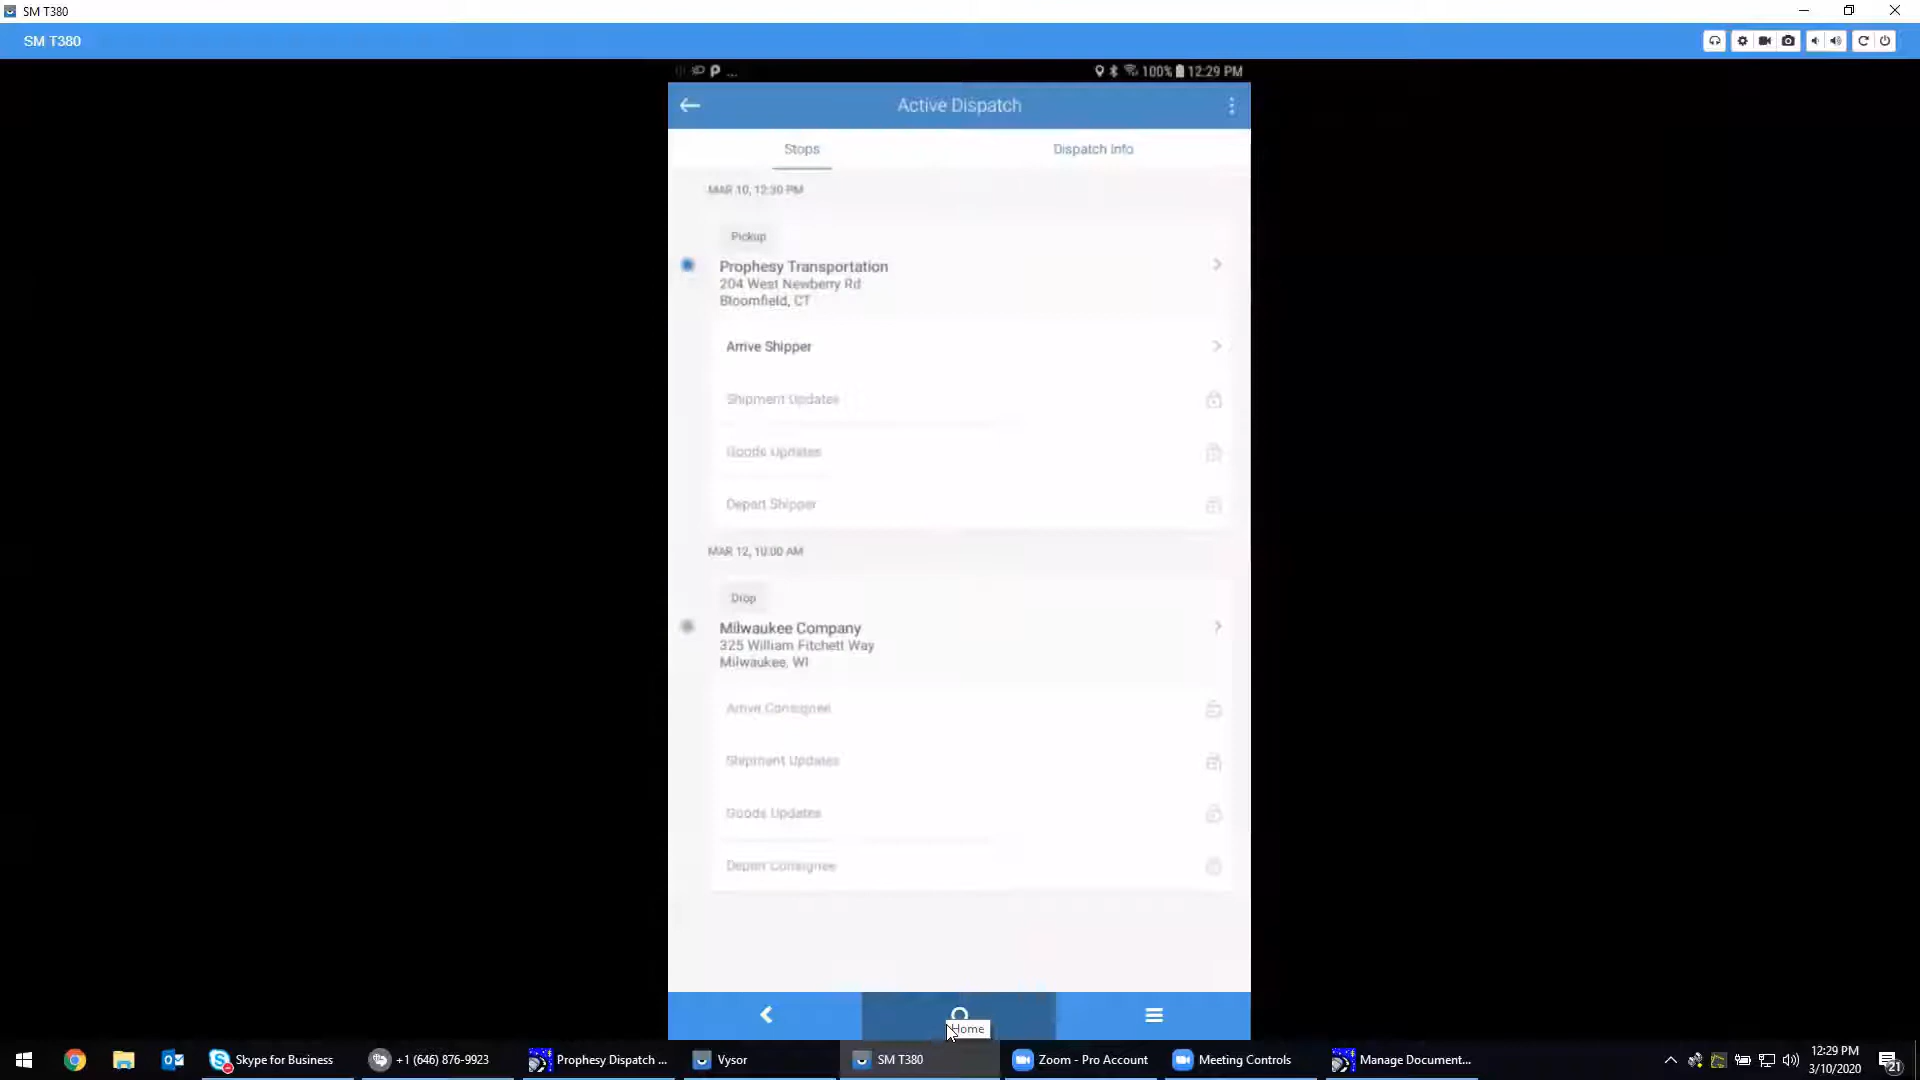 SM T380
SM T380
P ... 100% 12:29 PM
Active Dispatch
Stops
Dispatch Info
MAR 10, 12:30 PM
Pickup
Prophesy Transportation
204 West Newberry Rd
Bloomfield, CT
Arrive Shipper
Shipment Updates
Goods Updates
Depart Shipper
MAR 12, 10:00 AM
Drop
Milwaukee Company
325 William Fitchett Way
Milwaukee, WI
Arrive Consignee
Shipment Updates
Goods Updates
Depart Consignee
Home
Skype for Business
+1 (646) 876-9923
Prophesy Dispatch ...
Vysor
SM T380
Zoom - Pro Account
Meeting Controls
Manage Document...
12:29 PM
3/10/2020
21